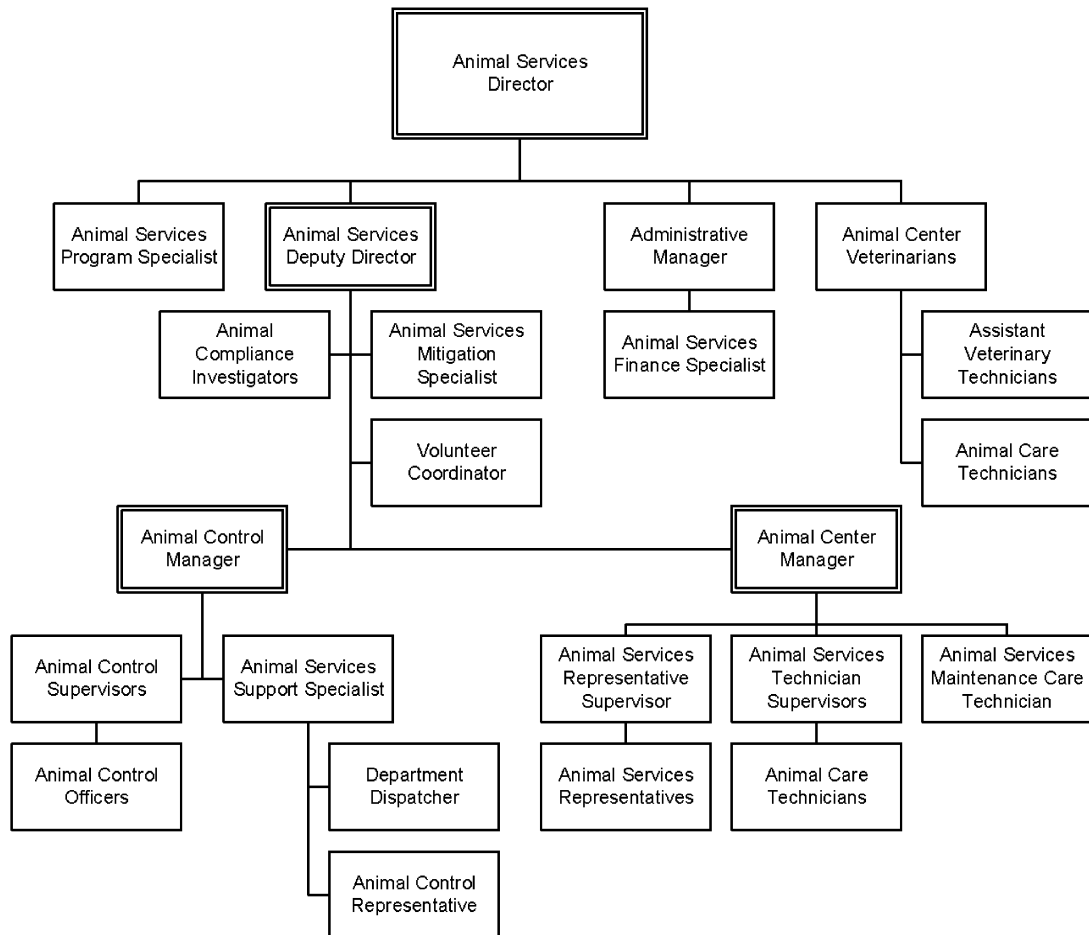 Animal Services
Director
Animal Services
Program Specialist
Animal Services
Deputy Director
Administrative
Manager
Animal Center
Veterinarians
Animal
Compliance
Investigators
Animal Services
Mitigation
Specialist
Animal Services
Finance Specialist
Assistant
Veterinary
Technicians
Volunteer
Coordinator
Animal Care
Technicians
Animal Control
Manager
Animal Center
Manager
Animal Control
Supervisors
Animal Services
Support Specialist
Animal Services
Representative
Supervisor
Animal Services
Technician
Supervisors
Animal Services
Maintenance Care
Technician
Animal Control
Officers
Department
Dispatcher
Animal Services
Representatives
Animal Care
Technicians
Animal Control
Representative